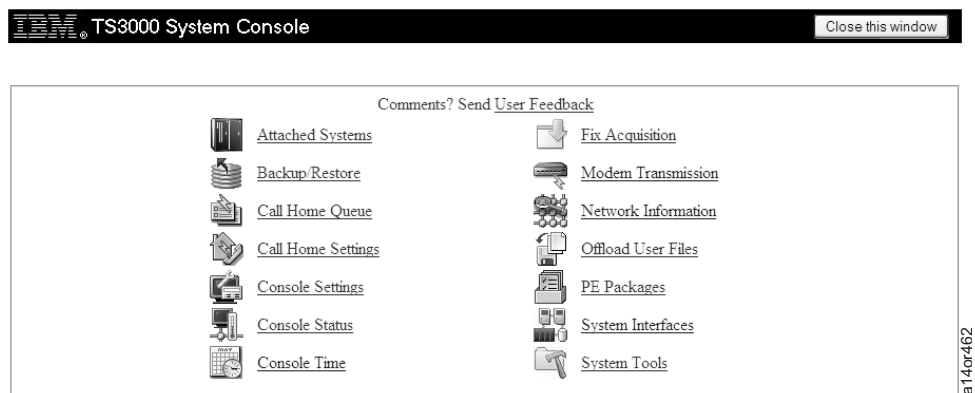 IBM® TS3000 System Console
Close this window
Comments? Send User Feedback
Attached Systems
Backup/Restore
Call Home Queue
Call Home Settings
Console Settings
Console Status
Console Time
Fix Acquisition
Modem Transmission
Network Information
Offload User Files
PE Packages
System Interfaces
System Tools
MAY
a14or462